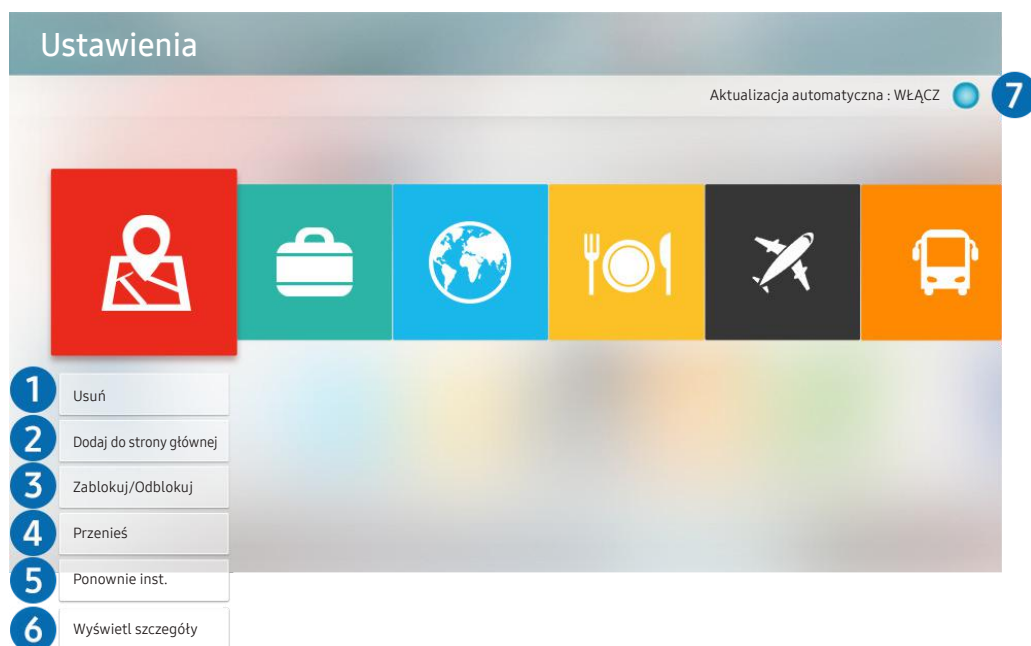 Ustawienia
Aktualizacja automatyczna : WŁĄCZ
7
1
Usuń
2
Dodaj do strony głównej
3
Zablokuj/Odblokuj
4
Przenieś
5
Ponownie inst.
6
Wyświetl szczegóły